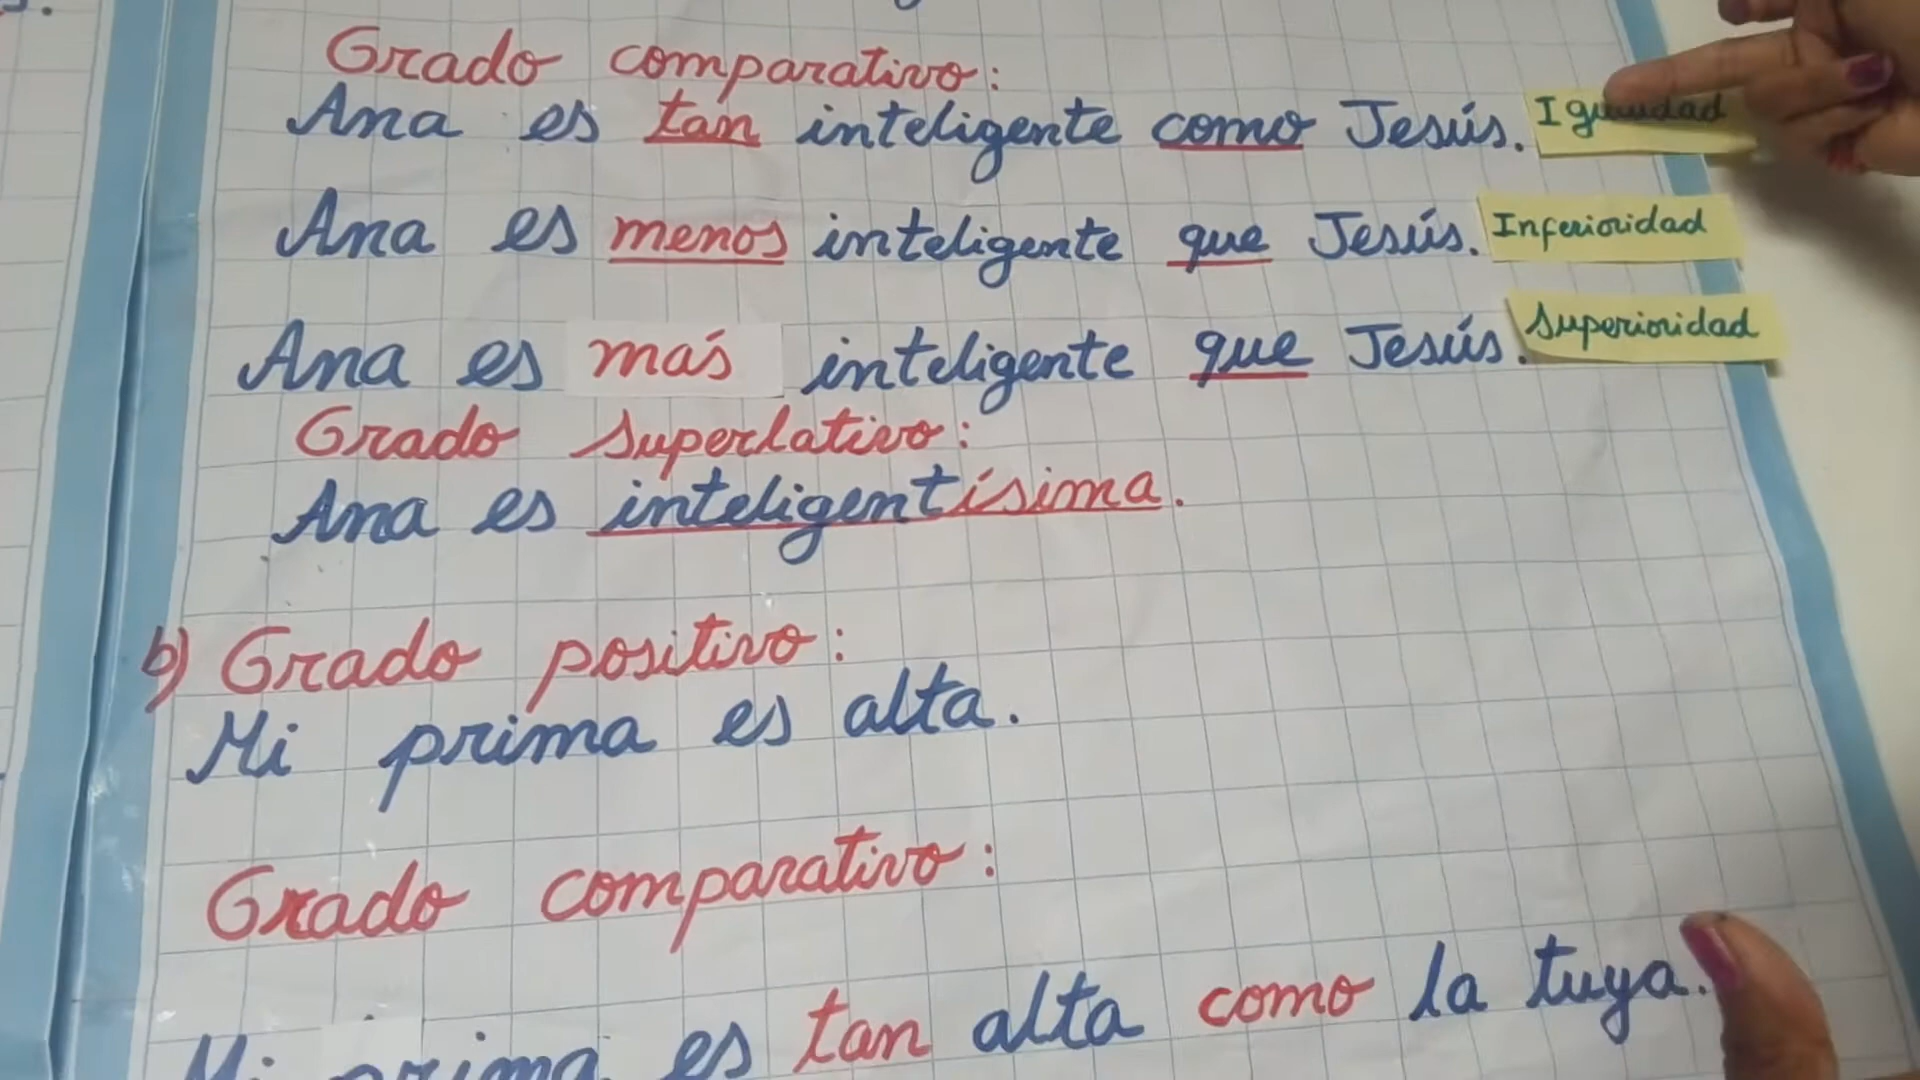 Grado comparativo:
Ana es tan inteligente como Jesús. Igualdad
Ana es menos inteligente que Jesús. Inferioridad
Ana es más inteligente que Jesús. Superioridad
Grado Superlativo:
Ana es inteligentísima.
b) Grado positivo:
Mi prima es alta.
Grado comparativo:
Mi prima es tan alta como la tuya.